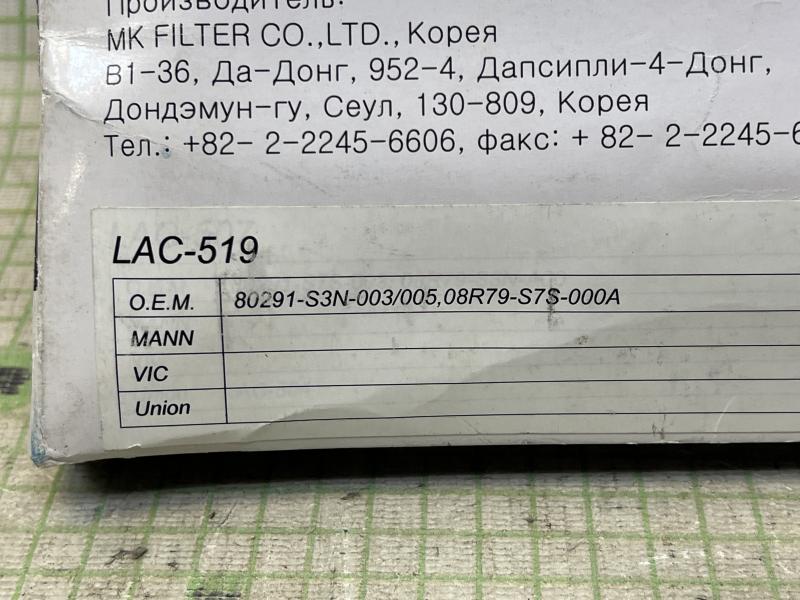 Производитель:
MK FILTER CO.,LTD., Корея
В1-36, Да-Донг, 952-4, Дапсипли-4-Донг,
Дондэмун-гу, Сеул, 130-809, Корея
Тел.: +82- 2-2245-6606, факс: + 82- 2-2245-6
LAC-519
O.E.M. 80291-S3N-003/005,08R79-S7S-000A
MANN
VIC
Union